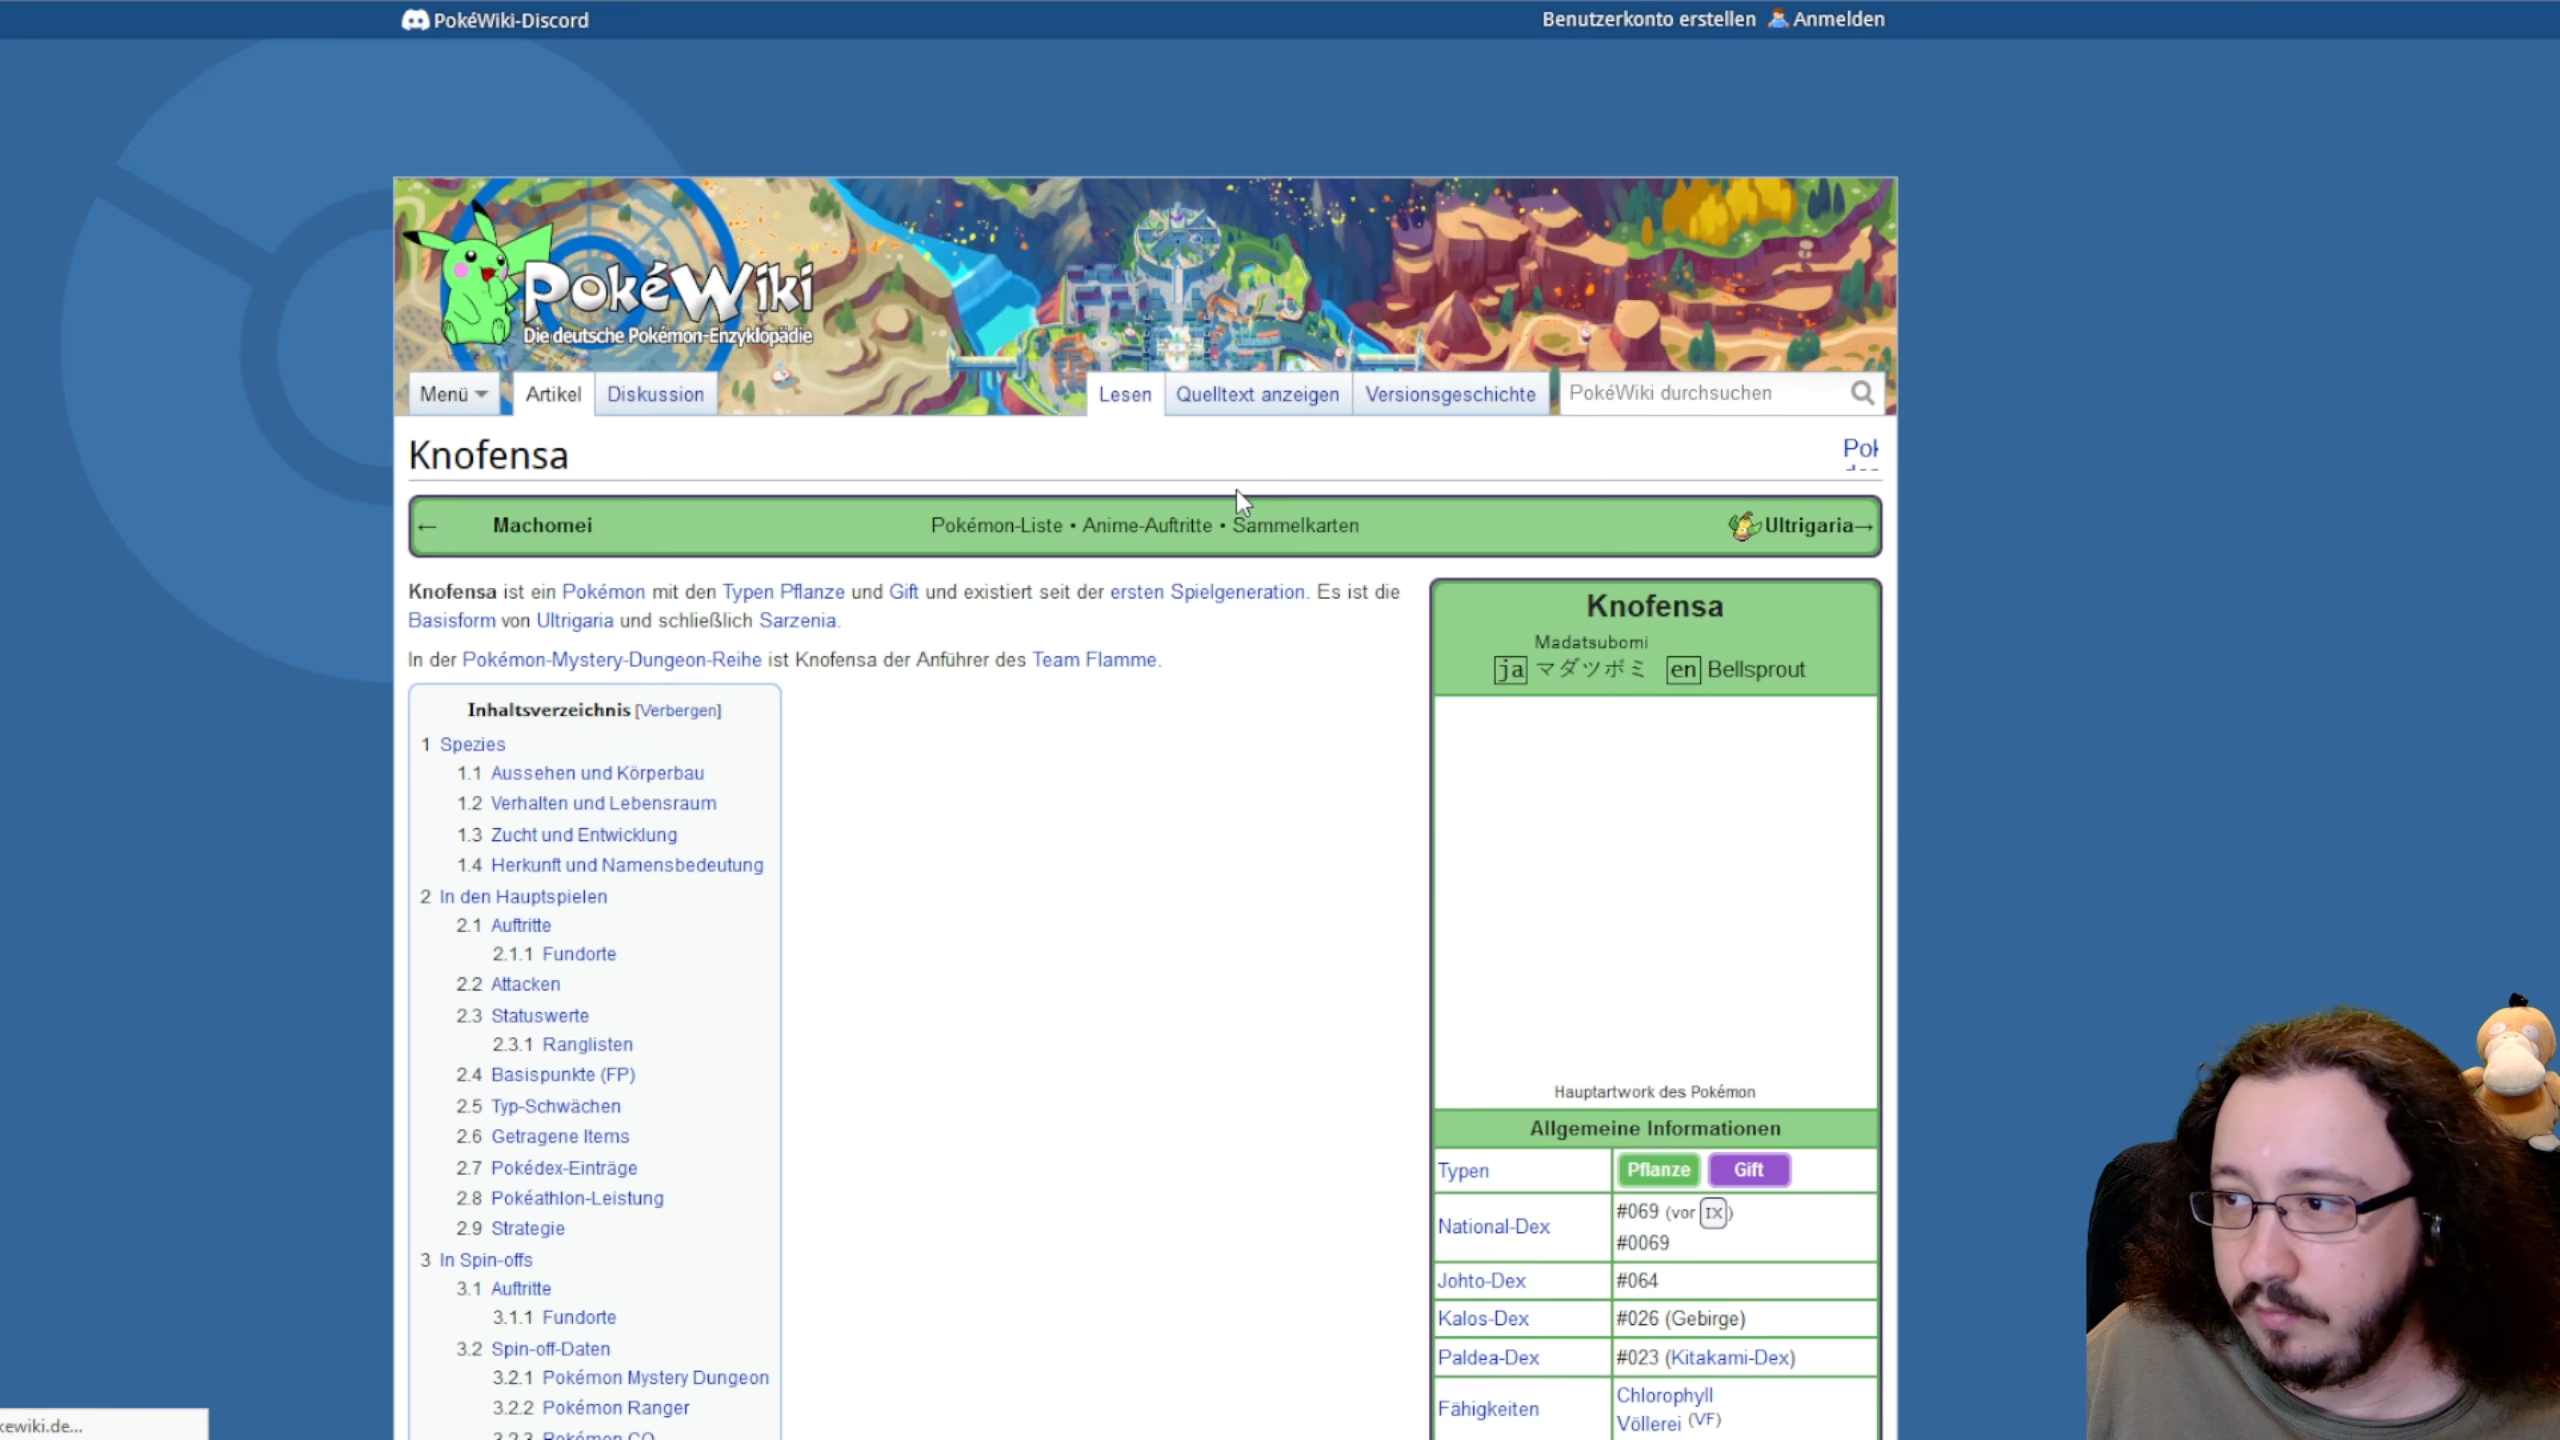 PokéWiki-Discord
Benutzerkonto erstellen Anmelden
PokéWiki
Die deutsche Pokémon-Enzyklopädie
Menü Artikel Diskussion Lesen Quelltext anzeigen Versionsgeschichte PokéWiki durchsuchen
Knofensa
← Machomei Pokémon-Liste • Anime-Auftritte • Sammelkarten Ultrigaria→
Knofensa ist ein Pokémon mit den Typen Pflanze und Gift und existiert seit der ersten Spielgeneration. Es ist die
Basisform von Ultrigaria und schließlich Sarzenia.
In der Pokémon-Mystery-Dungeon-Reihe ist Knofensa der Anführer des Team Flamme.
Inhaltsverzeichnis [Verbergen]
1 Spezies
1.1 Aussehen und Körperbau
1.2 Verhalten und Lebensraum
1.3 Zucht und Entwicklung
1.4 Herkunft und Namensbedeutung
2 In den Hauptspielen
2.1 Auftritte
2.1.1 Fundorte
2.2 Attacken
2.3 Statuswerte
2.3.1 Ranglisten
2.4 Basispunkte (FP)
2.5 Typ-Schwächen
2.6 Getragene Items
2.7 Pokédex-Einträge
2.8 Pokéathlon-Leistung
2.9 Strategie
3 In Spin-offs
3.1 Auftritte
3.1.1 Fundorte
3.2 Spin-off-Daten
3.2.1 Pokémon Mystery Dungeon
3.2.2 Pokémon Ranger
3.2.3 Pokémon GO
Knofensa
Madatsubomi
ja マダツボミ en Bellsprout
Hauptartwork des Pokémon
Allgemeine Informationen
Typen Pflanze Gift
National-Dex #069 (vor IX)
#0069
Johto-Dex #064
Kalos-Dex #026 (Gebirge)
Paldea-Dex #023 (Kitakami-Dex)
Fähigkeiten Chlorophyll
Völlerei (VF)
kewiki.de...